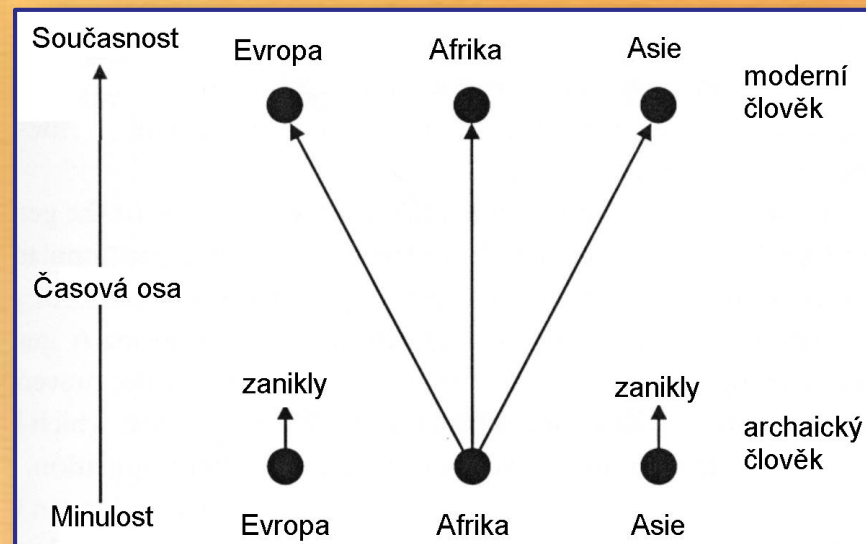 Současnost
Evropa
Afrika
Asie
moderní
člověk
Časová osa
zanikly
zanikly
archaický
člověk
Minulost
Evropa
Afrika
Asie